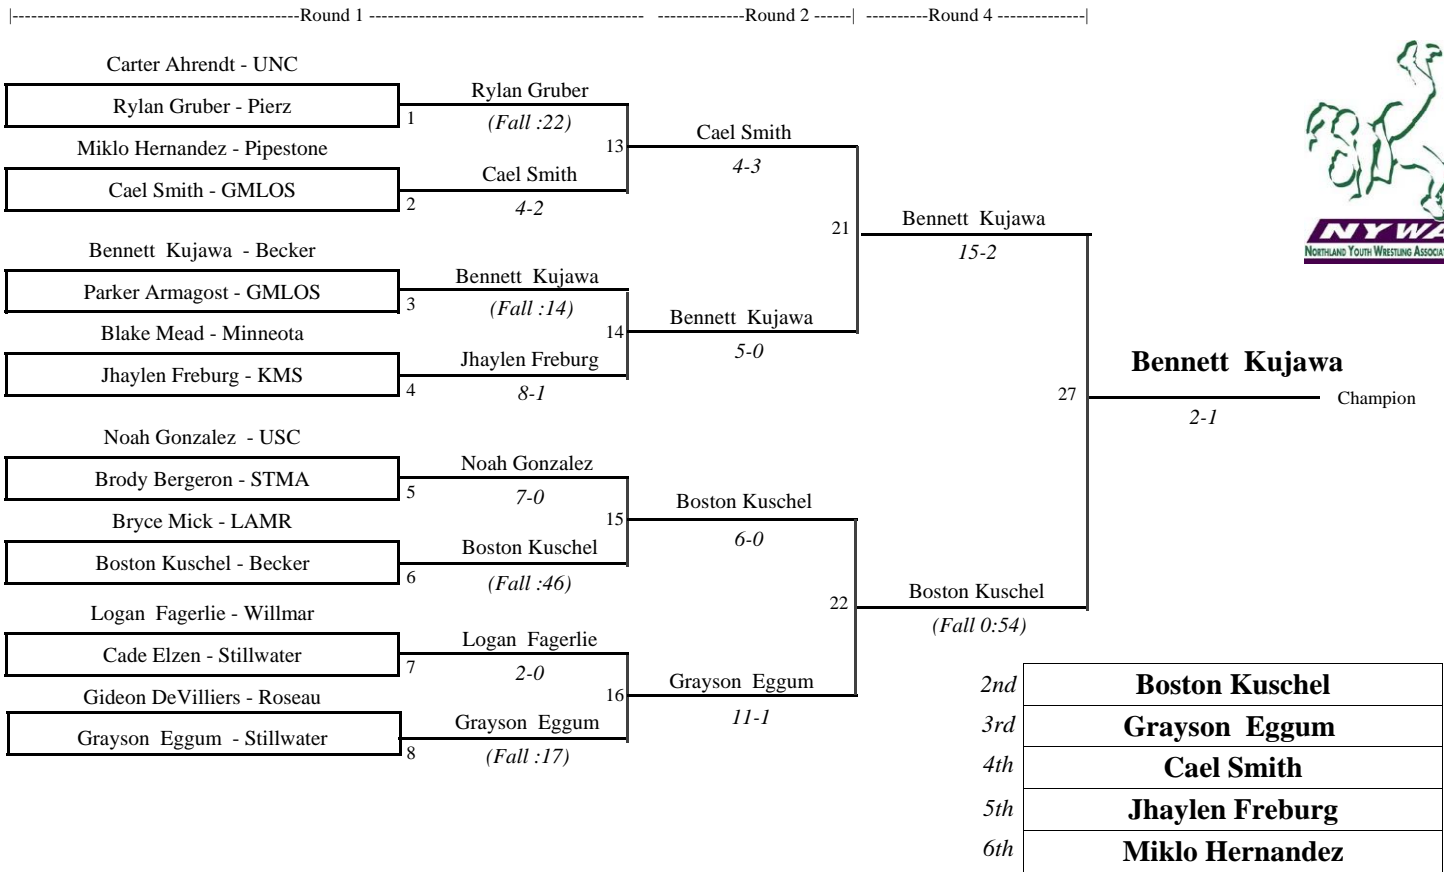 |----------------------------------------Round 1 --------------------------------------- -------------Round 2 ------| ----------Round 4 -------------|
Carter Ahrendt - UNC
Rylan Gruber - Pierz
1
Rylan Gruber
(Fall :22)
Miklo Hernandez - Pipestone
Cael Smith - GMLOS
2
Cael Smith
4-2
13
Cael Smith
4-3
Bennett Kujawa - Becker
Parker Armagost - GMLOS
3
Bennett Kujawa
(Fall :14)
Blake Mead - Minneota
Jhaylen Freburg - KMS
4
Jhaylen Freburg
8-1
14
Bennett Kujawa
5-0
21
Bennett Kujawa
15-2
Noah Gonzalez - USC
Brody Bergeron - STMA
5
Noah Gonzalez
7-0
Bryce Mick - LAMR
Boston Kuschel - Becker
6
Boston Kuschel
(Fall :46)
15
Boston Kuschel
6-0
Logan Fagerlie - Willmar
Cade Elzen - Stillwater
7
Logan Fagerlie
2-0
Gideon DeVilliers - Roseau
Grayson Eggum - Stillwater
8
Grayson Eggum
(Fall :17)
16
Grayson Eggum
11-1
22
Boston Kuschel
(Fall 0:54)
27
Bennett Kujawa
Champion
2-1
NYWA
NORTHLAND YOUTH WRESTLING
2nd Boston Kuschel
3rd Grayson Eggum
4th Cael Smith
5th Jhaylen Freburg
6th Miklo Hernandez